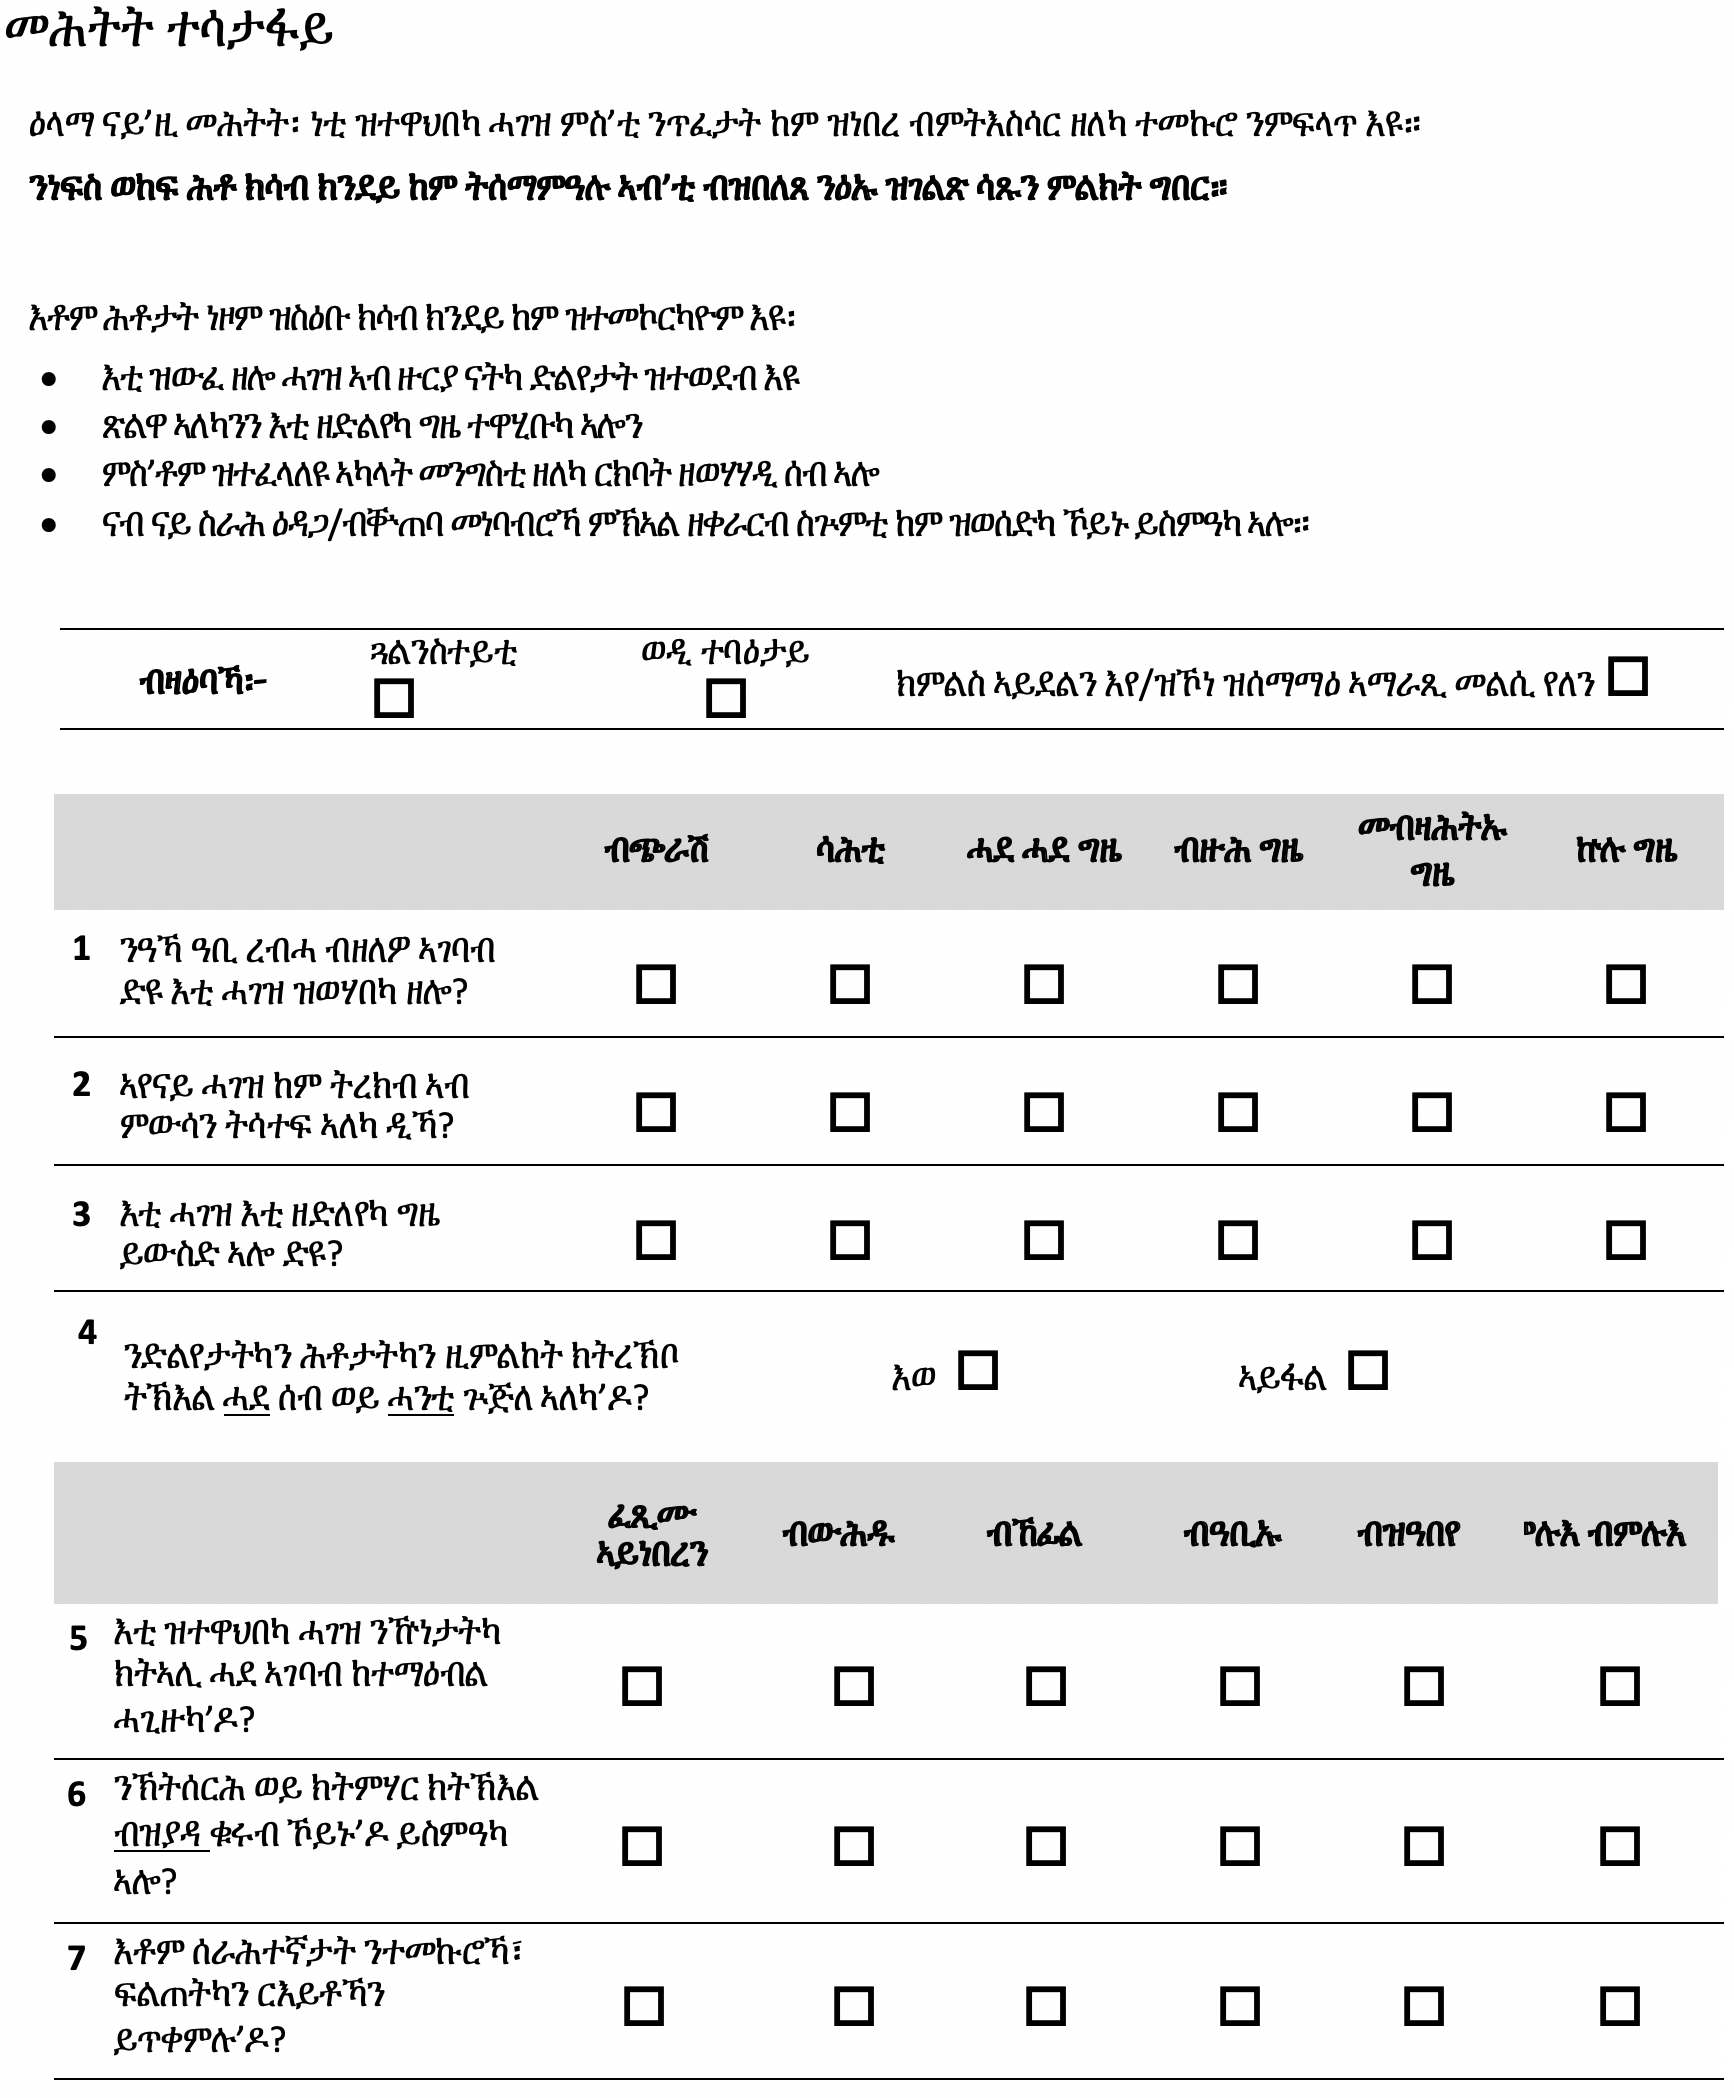 መሕትት ተሳታፋይ
ዕላማ ናይ’ዚ መሕትት፡ ነቲ ዝተዋህበካ ሓገዝ ምስ’ቲ ንጥፈታት ከም ዝነበረ ብምትእስሳር ዘለካ ተመኩሮ ንምፍላጥ እዩ።
ንነፍስ ወከፍ ሕቶ ክሳብ ክንደይ ከም ትሰማምዓሉ ኣብ’ቲ ብዝበለጸ ንዕኡ ዝገልጽ ሳጹን ምልክት ግበር።
እቶም ሕቶታት ነዞም ዝስዕቡ ክሳብ ክንደይ ከም ዝተመኮርካዮም እዩ፡
● እቲ ዝውፈ ዘሎ ሓገዝ ኣብ ዙርያ ናትካ ድልየታት ዝተወደብ እዩ
● ጽልዋ ኣለካንን እቲ ዘድልየካ ግዜ ተዋሂቡካ ኣሎን
● ምስ’ቶም ዝተፈላለዩ ኣካላት መንግስቲ ዘለካ ርክባት ዘወሃሃዲ ሰብ ኣሎ
● ናብ ናይ ስራሕ ዕዳጋ/ብቝጠባ መነባብሮኻ ምኽኣል ዘቀራርብ ስጉምቲ ከም ዝወሰድካ ኾይኑ ይስምዓካ ኣሎ።
ብዛዕባኻ፡-
ጓልንስተይቲ
ወዲ ተባዕታይ
ክምልስ ኣይደልን እየ/ዝኾነ ዝሰማማዕ ኣማራጺ መልሲ የለን
ብጭራሽ ሳሕቲ ሓደ ሓደ ግዜ ብዙሕ ግዜ መብዛሕትኡ ግዜ ኩሉ ግዜ
1 ንዓኻ ዓቢ ረብሓ ብዘለዎ ኣገባብ
ድዩ እቲ ሓገዝ ዝወሃበካ ዘሎ?
2 ኣየናይ ሓገዝ ከም ትረክብ ኣብ
ምውሳን ትሳተፍ ኣለካ ዲኻ?
3 እቲ ሓገዝ እቲ ዘድለየካ ግዜ
ይውስድ ኣሎ ድዩ?
4 ንድልየታትካን ሕቶታትካን ዚምልከት ክትረኽቦ
ትኽእል ሓደ ሰብ ወይ ሓንቲ ጉጅለ ኣለካ’ዶ?
እወ ኣይፋል
ፈጺሙ ኣይነበረን ብውሕዱ ብኸፊል ብዓቢኡ ብዝዓበየ ምሉእ ብምሉእ
5 እቲ ዝተዋህበካ ሓገዝ ንዅነታትካ
ክትኣሊ ሓደ ኣገባብ ከተማዕብል
ሓጊዙካ’ዶ?
6 ንኽትሰርሕ ወይ ክትምሃር ክትኽእል
ብዝያዳ ቁሩብ ኾይኑ’ዶ ይስምዓካ
ኣሎ?
7 እቶም ሰራሕተኛታት ንተመኩሮኻ፣
ፍልጠትካን ርእይቶኻን
ይጥቀምሉ’ዶ?